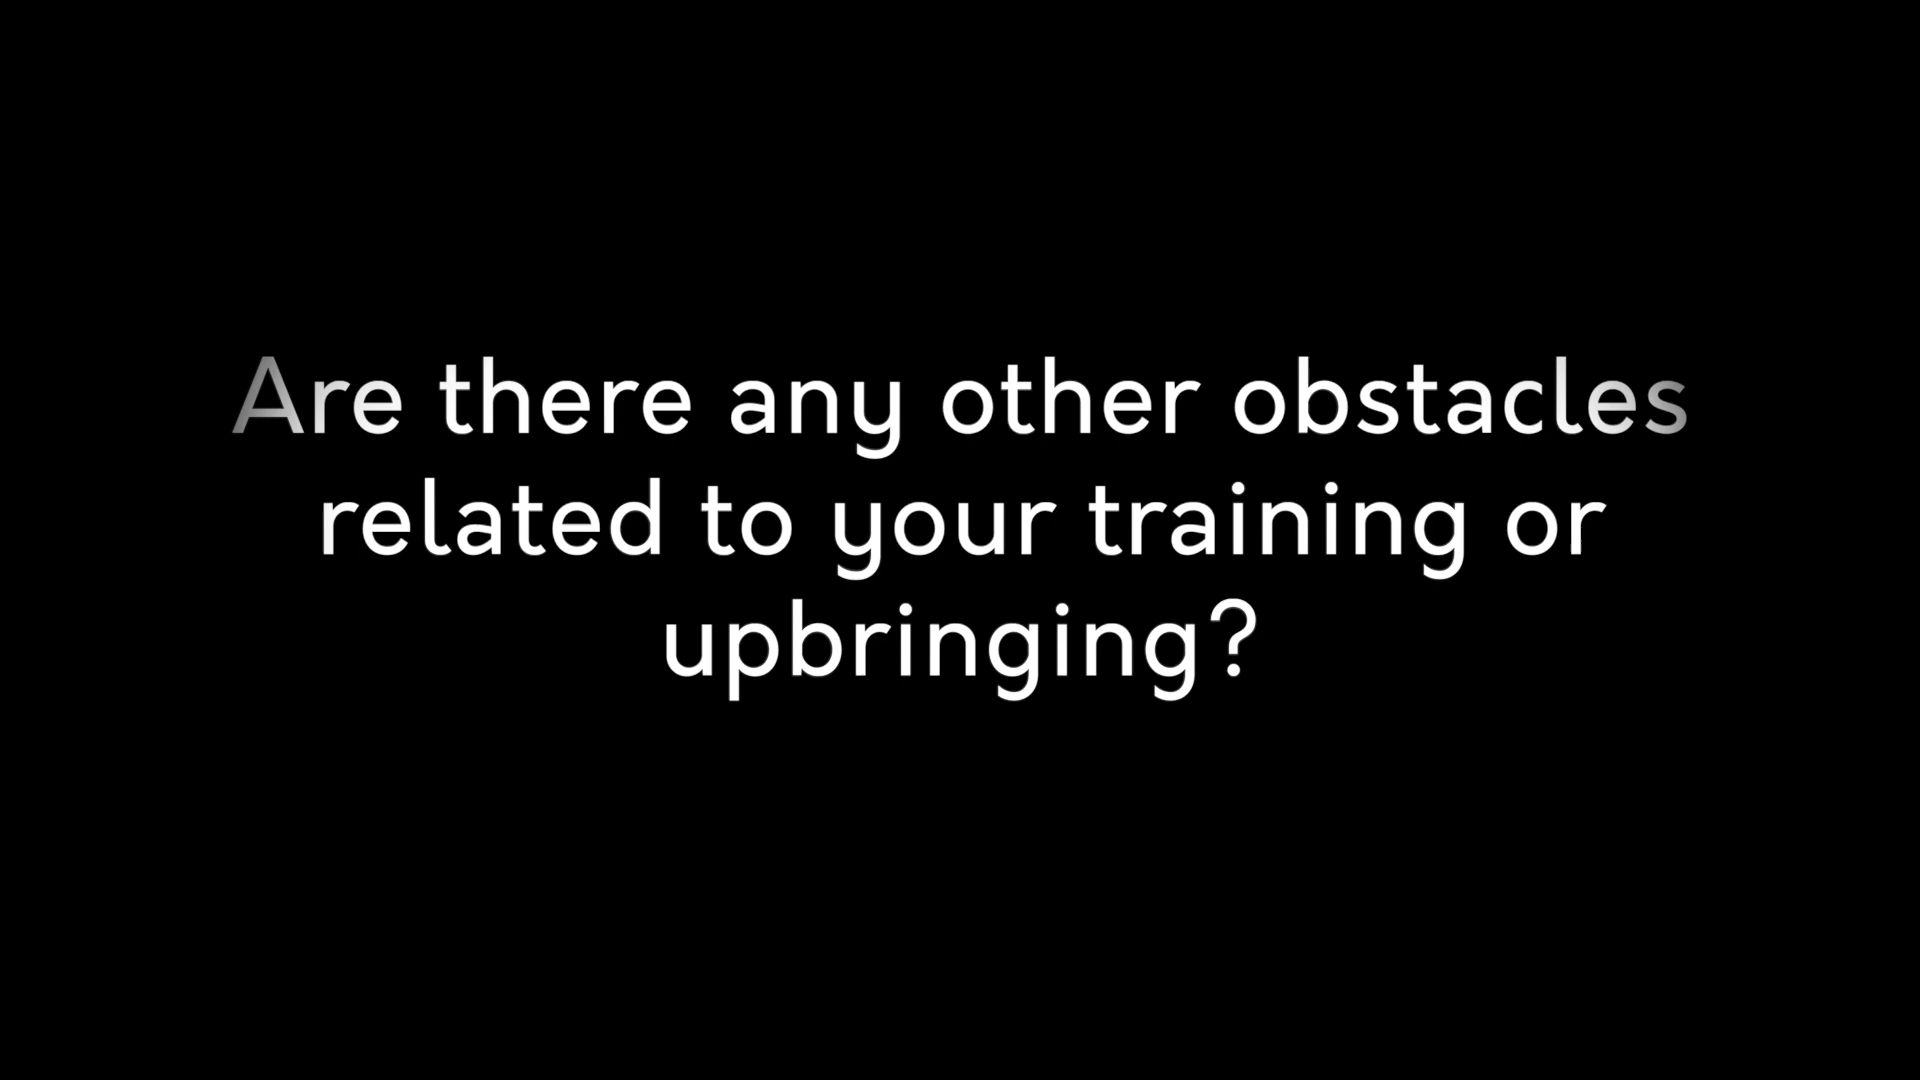 Are there any other obstacles
related to your training or
upbringing?